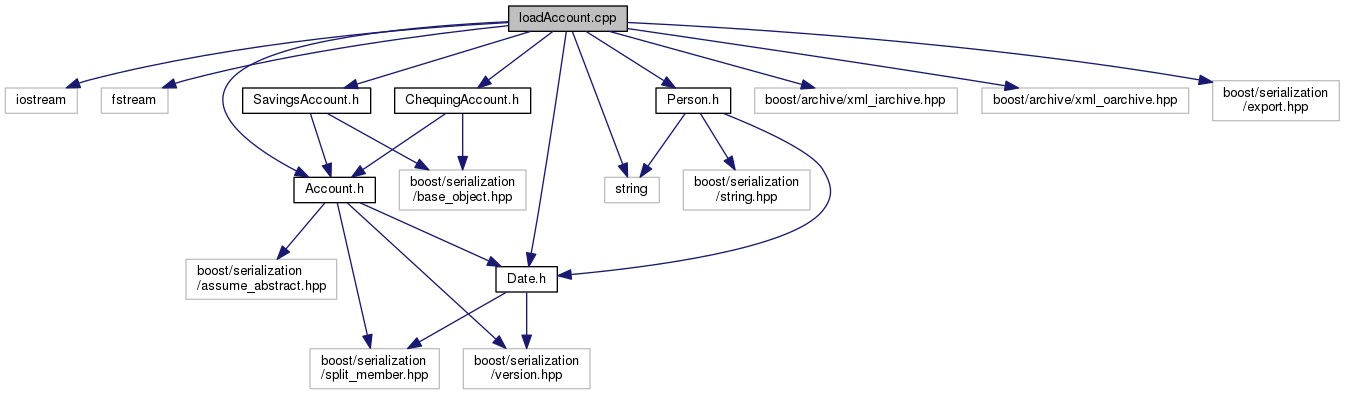 loadAccount.cpp
iostream
fstream
SavingsAccount.h
ChequingAccount.h
Person.h
boost/archive/xml_iarchive.hpp
boost/archive/xml_oarchive.hpp
boost/serialization
/export.hpp
Account.h
boost/serialization
/base_object.hpp
string
boost/serialization
/string.hpp
boost/serialization
/assume_abstract.hpp
Date.h
boost/serialization
/split_member.hpp
boost/serialization
/version.hpp